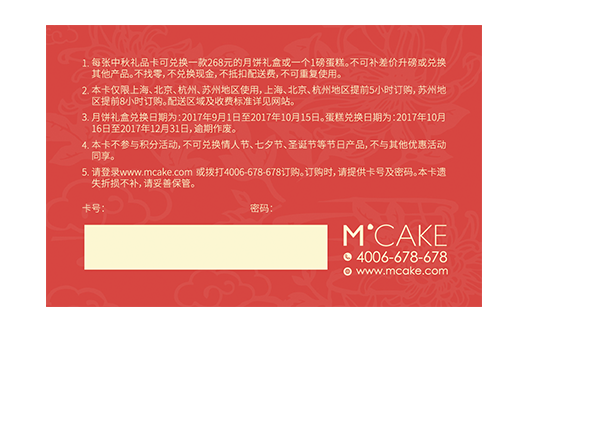 1. 每张中秋礼品卡可兑换一款268元的月饼礼盒或一个1磅蛋糕。不可补差价升磅或兑换
其他产品。不找零，不兑换现金，不抵扣配送费，不可重复使用。
2. 本卡仅限上海、北京、杭州、苏州地区使用，上海、北京、杭州地区提前5小时订购，苏州地
区提前8小时订购。配送区域及收费标准详见网站。
3. 月饼礼盒兑换日期为：2017年9月1日至2017年10月15日。蛋糕兑换日期为：2017年10月
16日至2017年12月31日，逾期作废。
4. 本卡不参与积分活动，不可兑换情人节、七夕节、圣诞节等节日产品，不与其他优惠活动
同享。
5. 请登录www.mcake.com 或拨打4006-678-678订购。订购时，请提供卡号及密码。本卡遗
失折损不补，请妥善保管。
卡号： 密码：
M'CAKE
4006-678-678
www.mcake.com